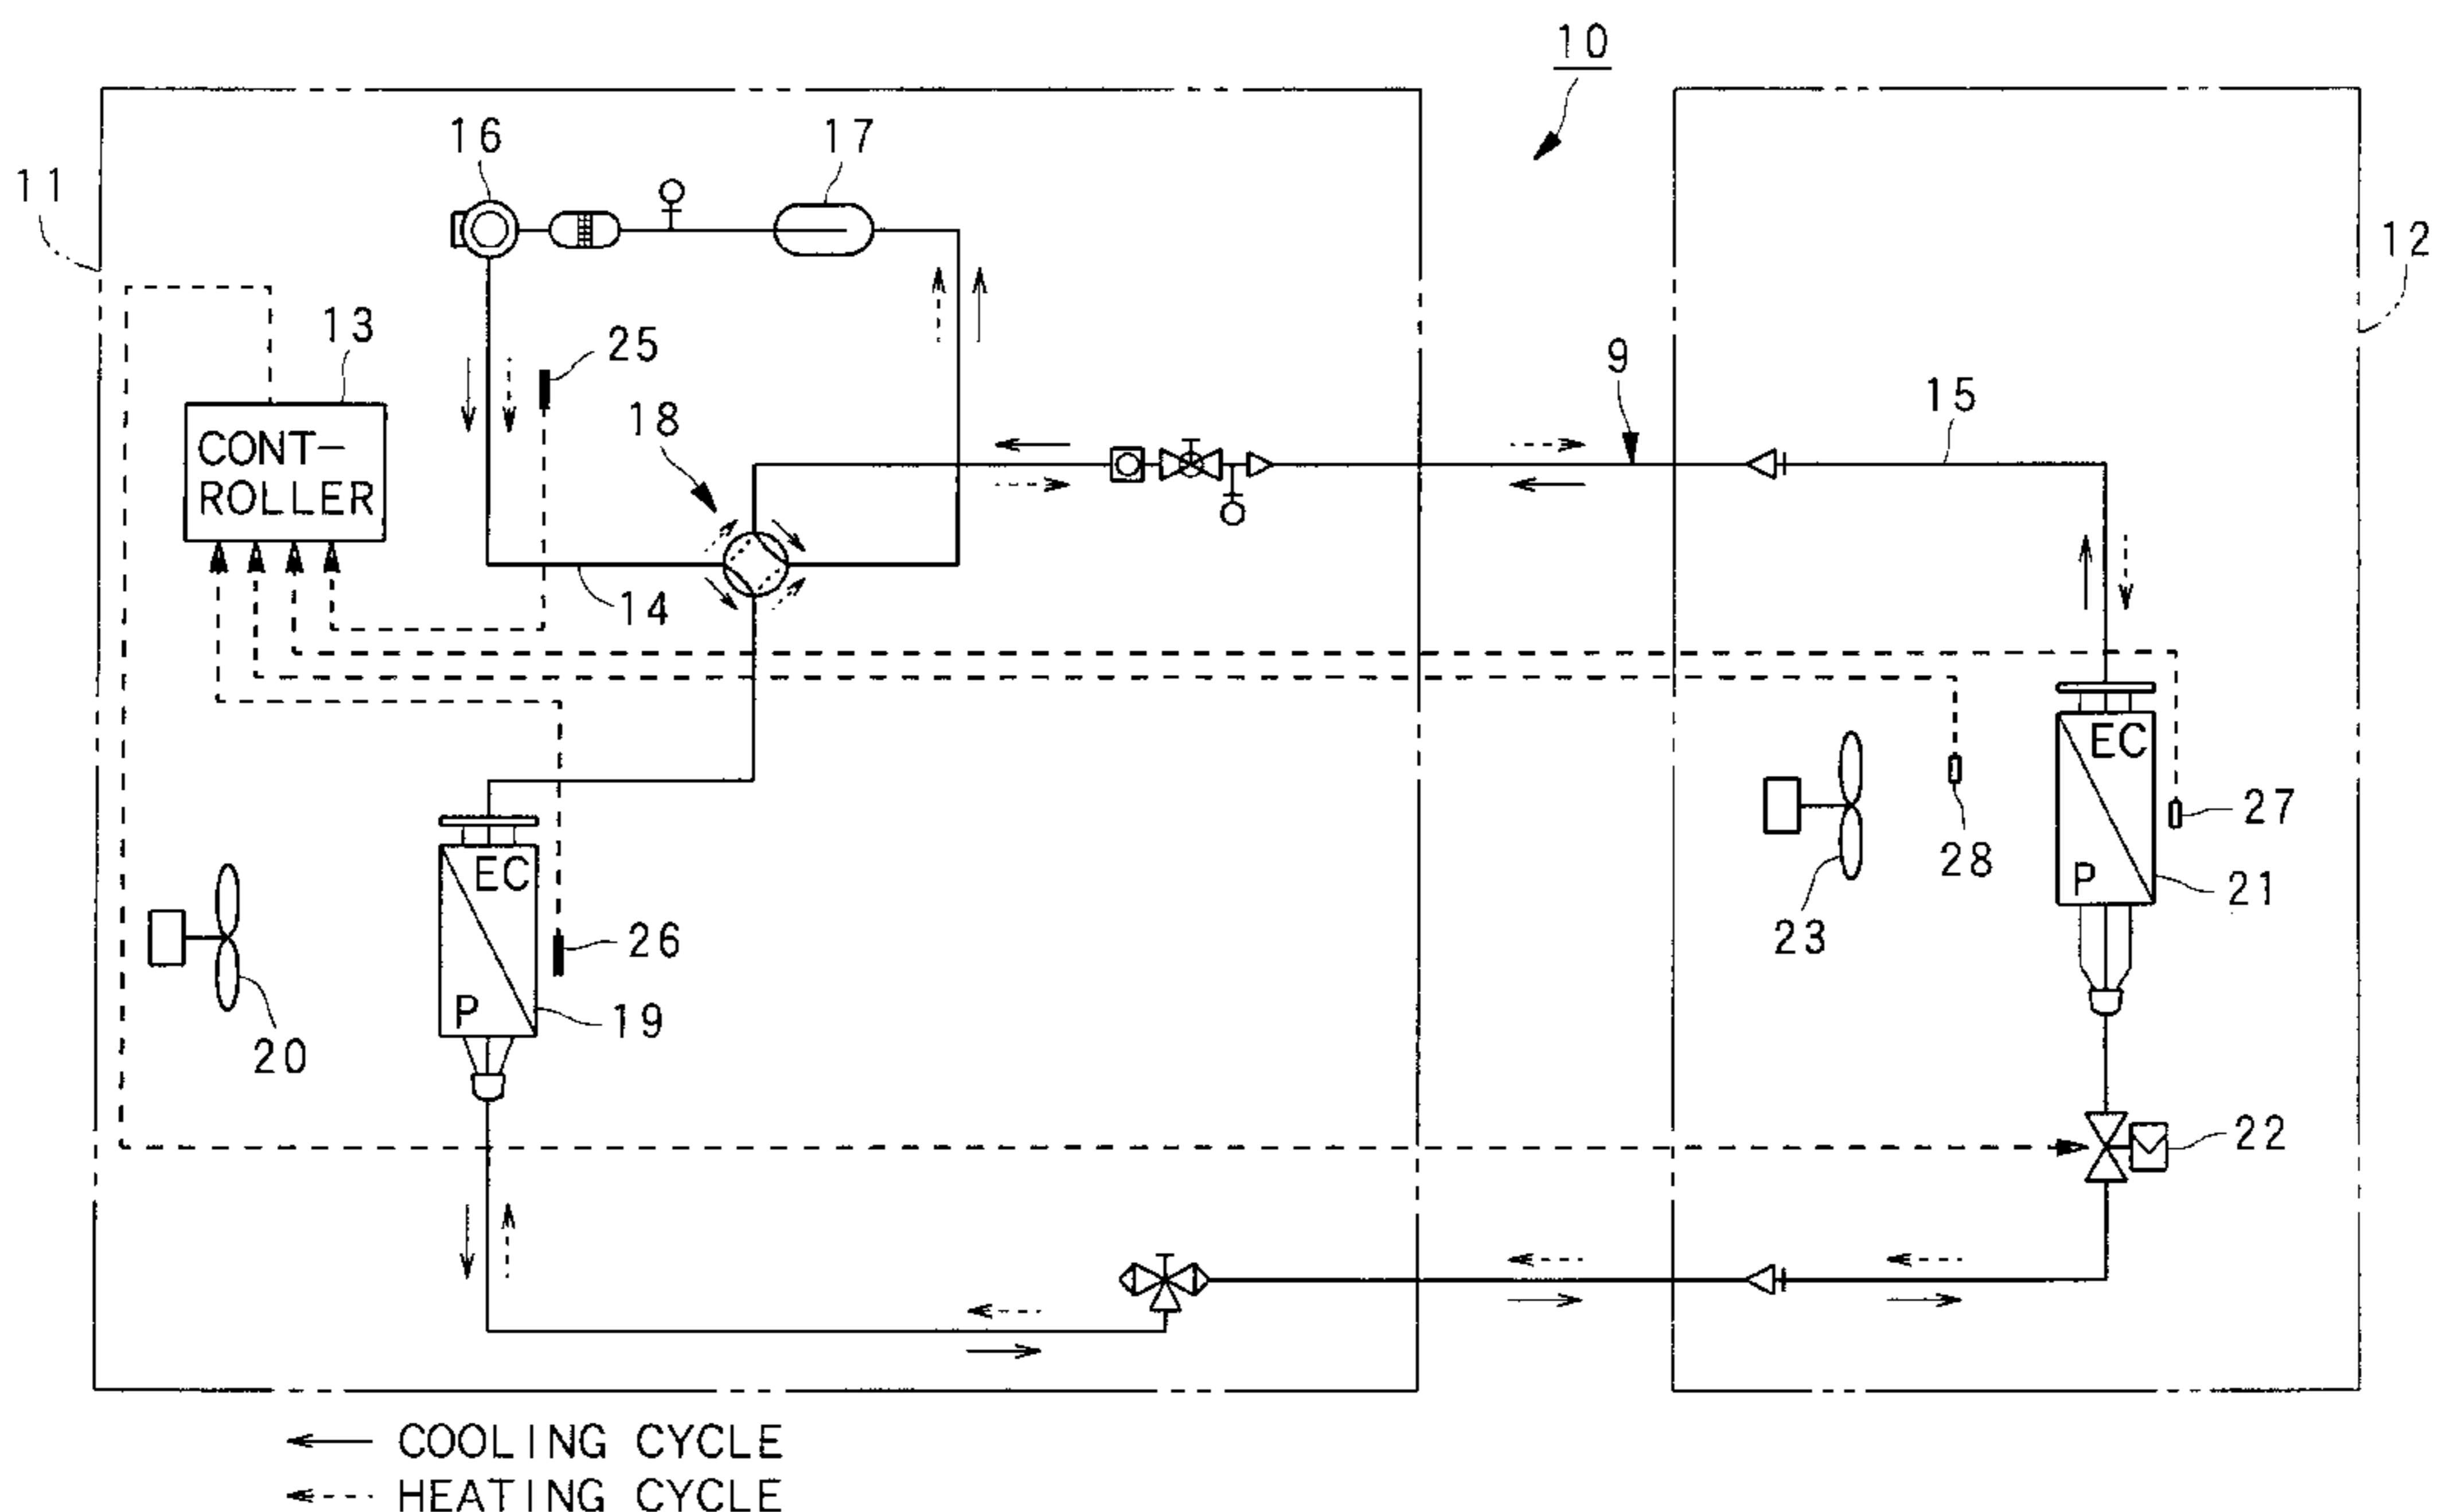 10
16
17
11
12
13
25
9
15
18
CONT-
ROLLER
14
EC
27
28
EC
P
21
23
26
P
19
20
22
COOLING CYCLE
HEATING CYCLE